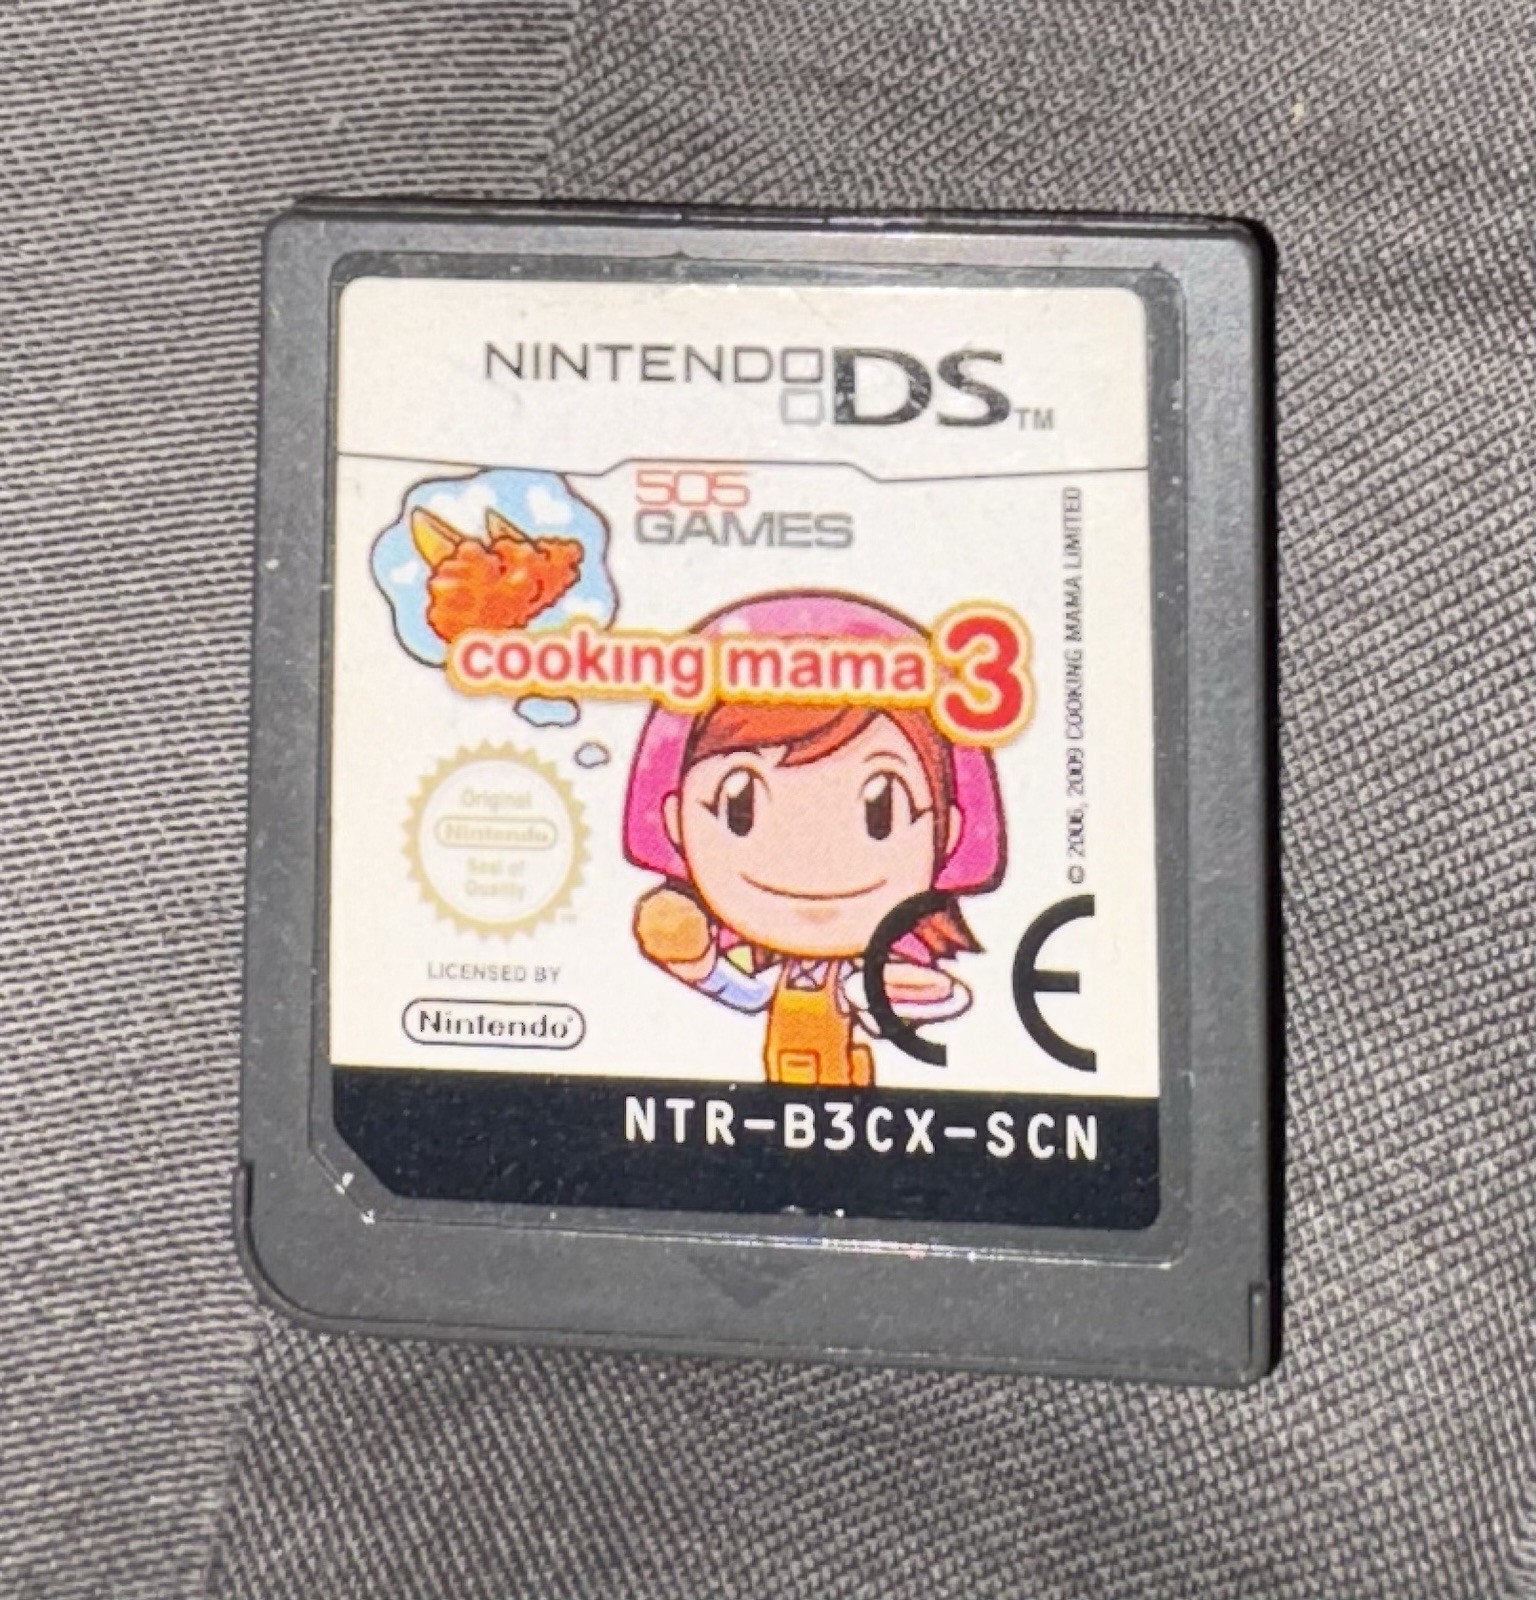 NINTENDO DS™
505
GAMES
cooking mama 3
© 2006, 2009 COOKING MAMA LIMITED
Original
Nintendo
Seal of
Quality
TM
LICENSED BY
Nintendo®
CE
NTR-B3CX-SCN